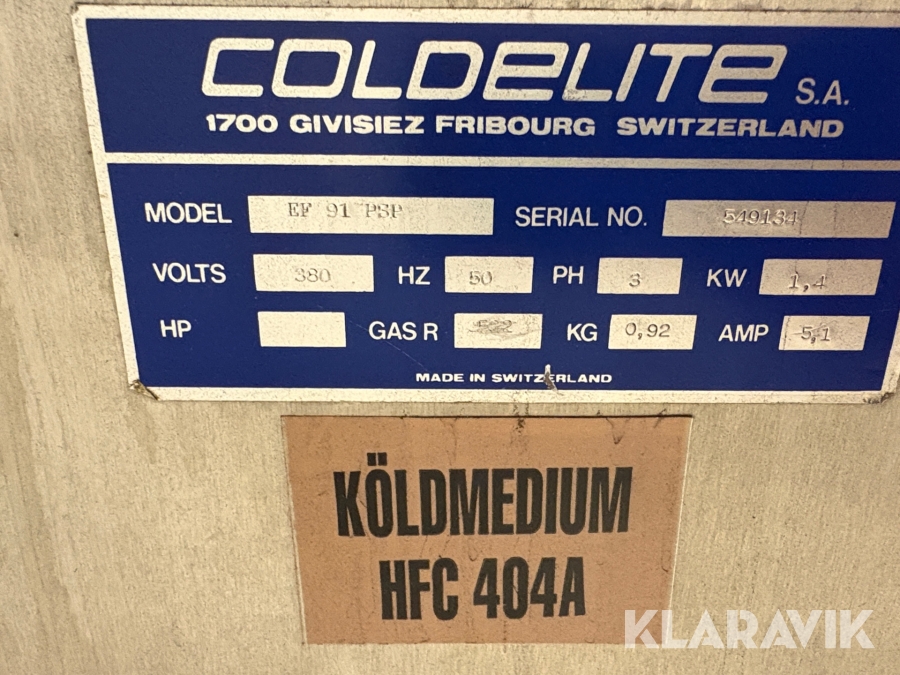 COLDELITE S.A.
1700 GIVISIEZ FRIBOURG SWITZERLAND
MODEL EF 91 PSP SERIAL NO. 549134
VOLTS 380 HZ 50 PH 3 KW 1,4
HP GAS R KG 0,92 AMP 5,1
MADE IN SWITZERLAND
KÖLDMEDIUM
HFC 404A
KLARAVIK